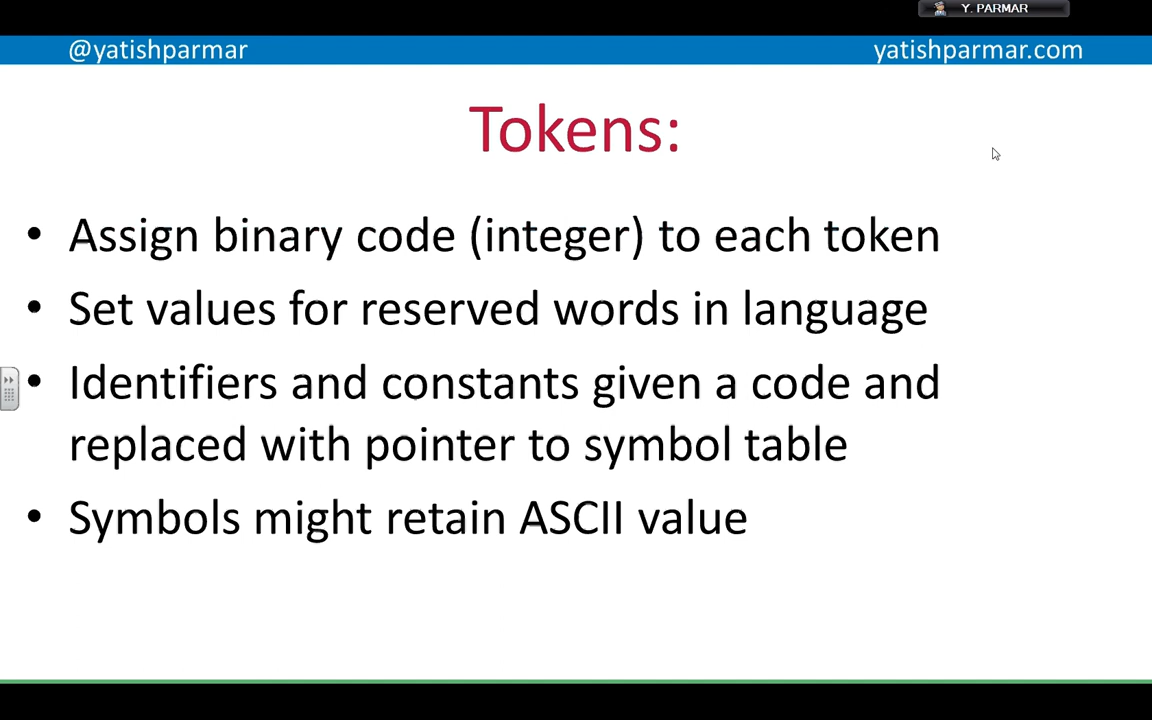 Y. PARMAR
@yatishparmar yatishparmar.com
Tokens:
• Assign binary code (integer) to each token
• Set values for reserved words in language
• Identifiers and constants given a code and
replaced with pointer to symbol table
• Symbols might retain ASCII value